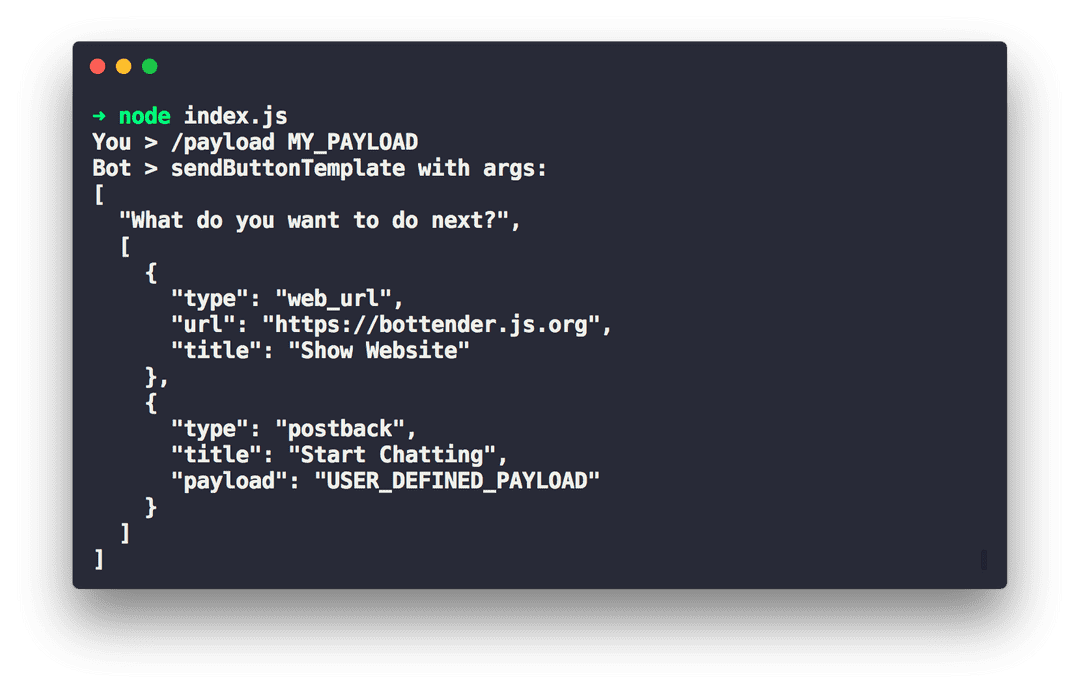 ➜ node index.js
You > /payload MY_PAYLOAD
Bot > sendButtonTemplate with args:
[
  "What do you want to do next?",
  [
    {
      "type": "web_url",
      "url": "https://bottender.js.org",
      "title": "Show Website"
    },
    {
      "type": "postback",
      "title": "Start Chatting",
      "payload": "USER_DEFINED_PAYLOAD"
    }
  ]
]